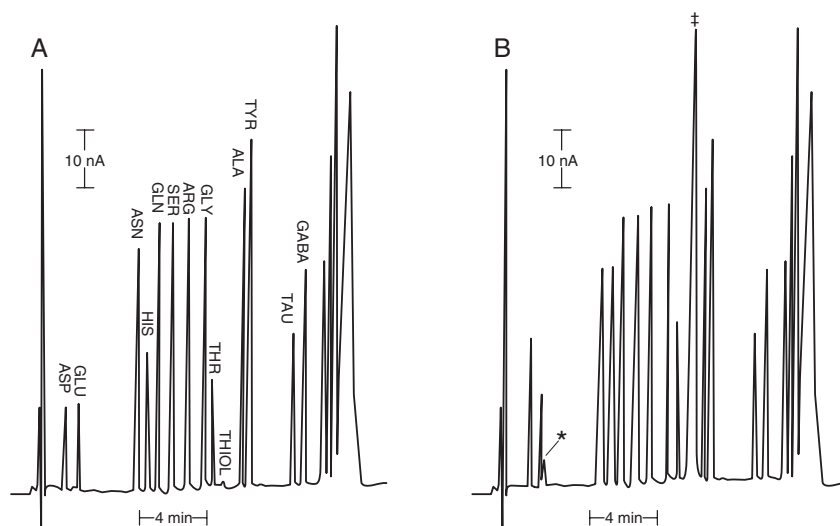 A
10 nA
ASP
GLU
ASN
HIS
GLN
SER
ARG
GLY
THR
THIOL
ALA
TYR
TAU
GABA
4 min
B
10 nA
*
‡
4 min